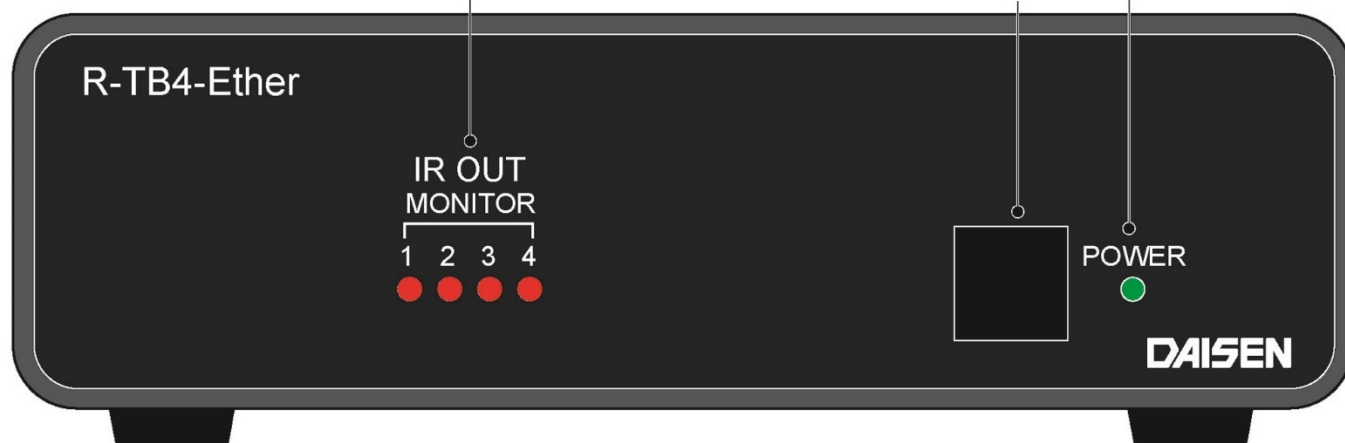 R-TB4-Ether
IR OUT
MONITOR
1 2 3 4
POWER
DAISEN